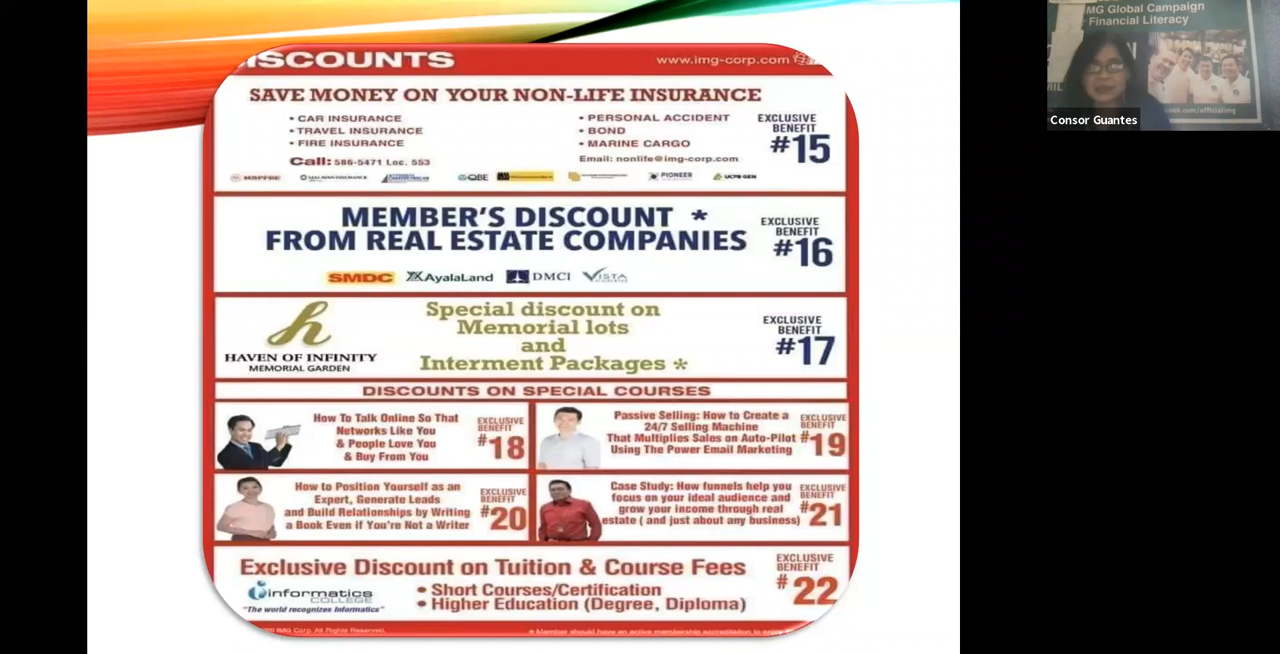 ISCOUNTS
www.img-corp.com
SAVE MONEY ON YOUR NON-LIFE INSURANCE
• CAR INSURANCE
• TRAVEL INSURANCE
• FIRE INSURANCE
Call: 586-5471 Loc. 553
• PERSONAL ACCIDENT
• BOND
• MARINE CARGO
Email: nonlife@img-corp.com
EXCLUSIVE
BENEFIT
#15
MAPFRE
QBE
PIONEER
UCPB GEN
MEMBER'S DISCOUNT *
FROM REAL ESTATE COMPANIES
EXCLUSIVE
BENEFIT
#16
SMDC
AyalaLand
DMCI
VISTA
h
HAVEN OF INFINITY
MEMORIAL GARDEN
Special discount on
Memorial lots
and
Interment Packages *
EXCLUSIVE
BENEFIT
#17
DISCOUNTS ON SPECIAL COURSES
How To Talk Online So That
Networks Like You
& People Love You
& Buy From You
EXCLUSIVE
BENEFIT
#18
Passive Selling: How to Create a
24/7 Selling Machine
That Multiplies Sales on Auto-Pilot
Using The Power Email Marketing
EXCLUSIVE
BENEFIT
#19
How to Position Yourself as an
Expert, Generate Leads
and Build Relationships by Writing
a Book Even if You're Not a Writer
EXCLUSIVE
BENEFIT
#20
Case Study: How funnels help you
focus on your ideal audience and
grow your income through real
estate ( and just about any business)
EXCLUSIVE
BENEFIT
#21
Exclusive Discount on Tuition & Course Fees
informatics
COLLEGE
"The world recognizes Informatics"
• Short Courses/Certification
• Higher Education (Degree, Diploma)
EXCLUSIVE
BENEFIT
# 22
IMG Corp. All Rights Reserved.
* Member should have an active membership accreditation to enjoy
MG Global Campaign
Financial Literacy
.com/officialimg
Consor Guantes